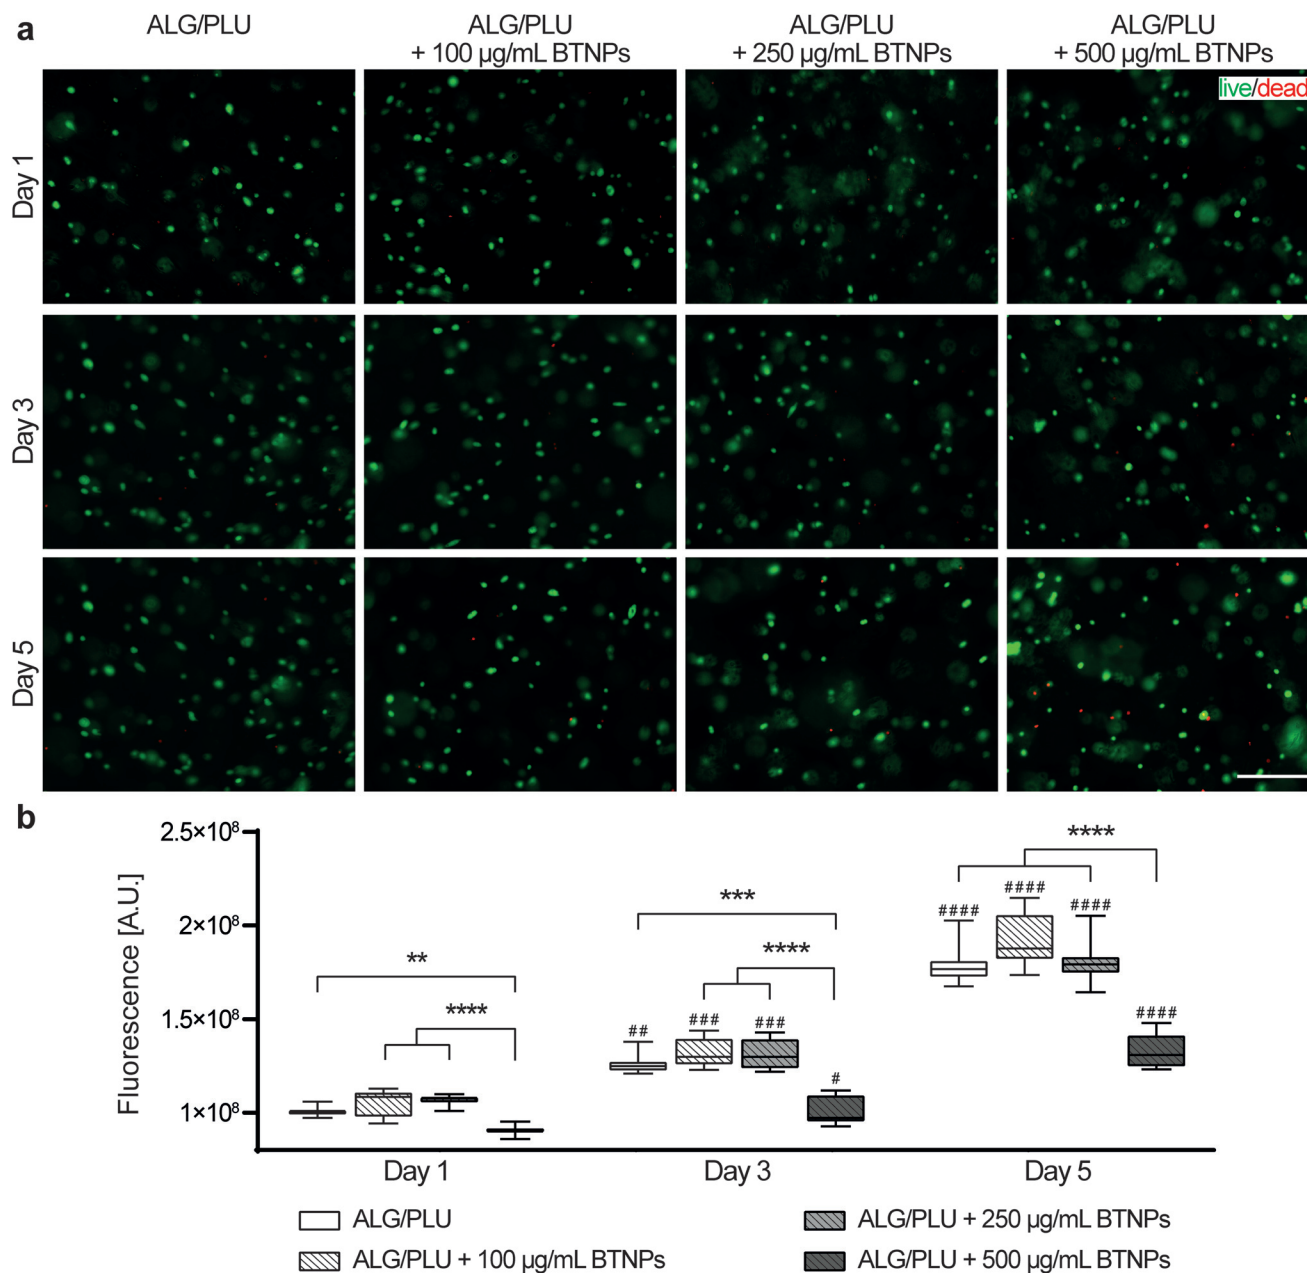 a
ALG/PLU
ALG/PLU
+ 100 µg/mL BTNPs
ALG/PLU
+ 250 µg/mL BTNPs
ALG/PLU
+ 500 µg/mL BTNPs
live/dead
Day 1
Day 3
Day 5
b
Fluorescence [A.U.]
2.5×10⁸
2×10⁸
1.5×10⁸
1×10⁸
**
****
##
###
###
#
***
****
####
####
####
####
****
Day 1
Day 3
Day 5
ALG/PLU
ALG/PLU + 250 µg/mL BTNPs
ALG/PLU + 100 µg/mL BTNPs
ALG/PLU + 500 µg/mL BTNPs